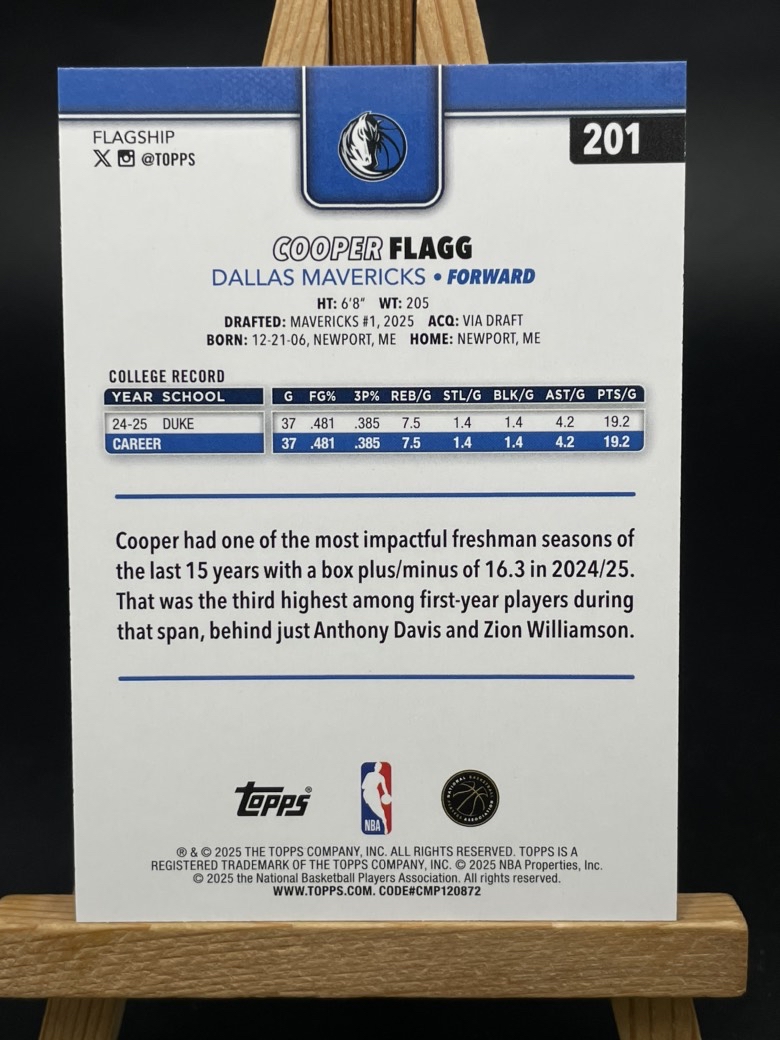 FLAGSHIP
@TOPPS
201
COOPER FLAGG
DALLAS MAVERICKS • FORWARD
HT: 6'8" WT: 205
DRAFTED: MAVERICKS #1, 2025 ACQ: VIA DRAFT
BORN: 12-21-06, NEWPORT, ME HOME: NEWPORT, ME
COLLEGE RECORD
YEAR SCHOOL G FG% 3P% REB/G STL/G BLK/G AST/G PTS/G
24-25 DUKE 37 .481 .385 7.5 1.4 1.4 4.2 19.2
CAREER 37 .481 .385 7.5 1.4 1.4 4.2 19.2
Cooper had one of the most impactful freshman seasons of
the last 15 years with a box plus/minus of 16.3 in 2024/25.
That was the third highest among first-year players during
that span, behind just Anthony Davis and Zion Williamson.
topps®
NBA
NATIONAL BASKETBALL PLAYERS ASSOCIATION
® & © 2025 THE TOPPS COMPANY, INC. ALL RIGHTS RESERVED. TOPPS IS A
REGISTERED TRADEMARK OF THE TOPPS COMPANY, INC. © 2025 NBA Properties, Inc.
© 2025 the National Basketball Players Association. All rights reserved.
WWW.TOPPS.COM. CODE#CMP120872